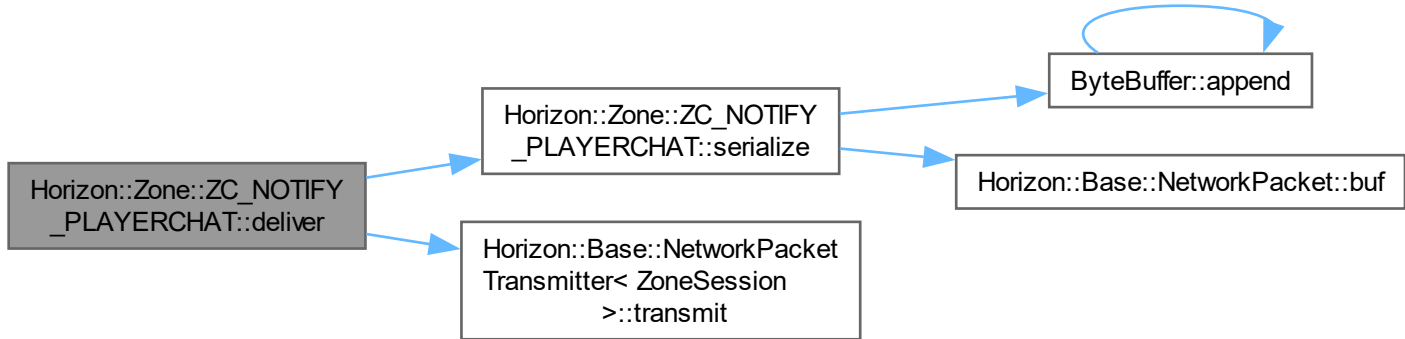 Horizon::Zone::ZC_NOTIFY
_PLAYERCHAT::deliver
Horizon::Zone::ZC_NOTIFY
_PLAYERCHAT::serialize
Horizon::Base::NetworkPacket
Transmitter< ZoneSession
>::transmit
ByteBuffer::append
Horizon::Base::NetworkPacket::buf